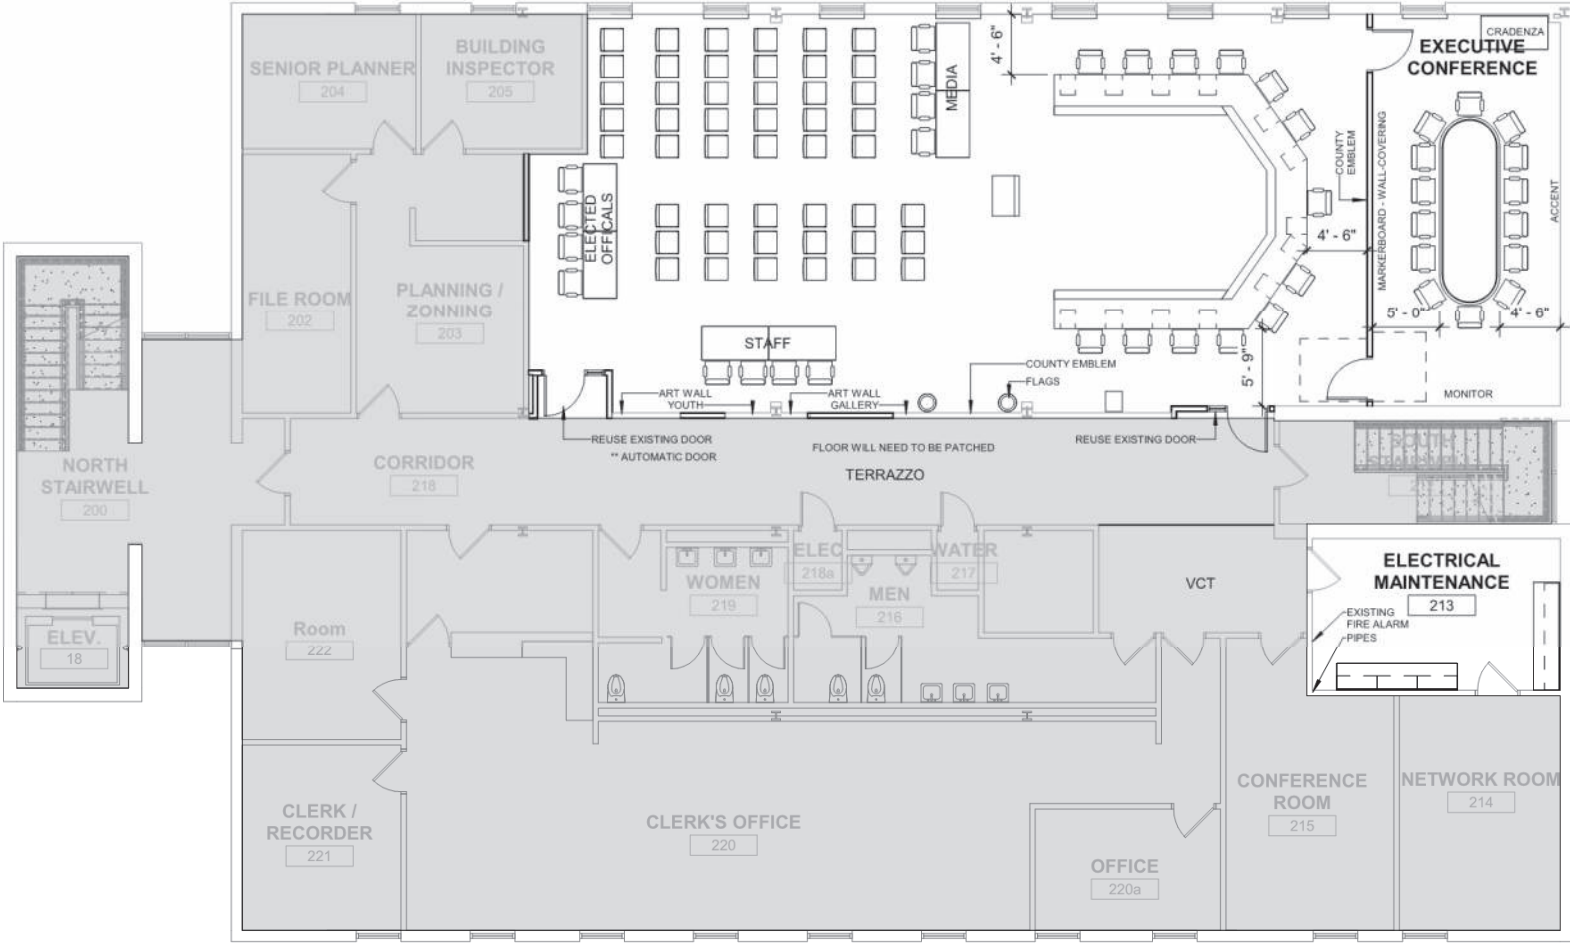 SENIOR PLANNER
204
BUILDING
INSPECTOR
205
MEDIA
4' - 6"
CRADENZA
EXECUTIVE
CONFERENCE
COUNTY
EMBLEM
MARKERBOARD - WALL-COVERING
ACCENT
ELECTED
OFFICALS
4' - 6"
5' - 0"
4' - 6"
FILE ROOM
202
PLANNING /
ZONNING
203
STAFF
5' - 9"
COUNTY EMBLEM
FLAGS
ART WALL
YOUTH
ART WALL
GALLERY
MONITOR
REUSE EXISTING DOOR
** AUTOMATIC DOOR
FLOOR WILL NEED TO BE PATCHED
REUSE EXISTING DOOR
TERRAZZO
NORTH
STAIRWELL
200
CORRIDOR
218
SOUTH
ELEC
218a
WATER
217
WOMEN
219
MEN
216
VCT
ELECTRICAL
MAINTENANCE
213
EXISTING
FIRE ALARM
PIPES
ELEV.
18
Room
222
CLERK /
RECORDER
221
CLERK'S OFFICE
220
OFFICE
220a
CONFERENCE
ROOM
215
NETWORK ROOM
214